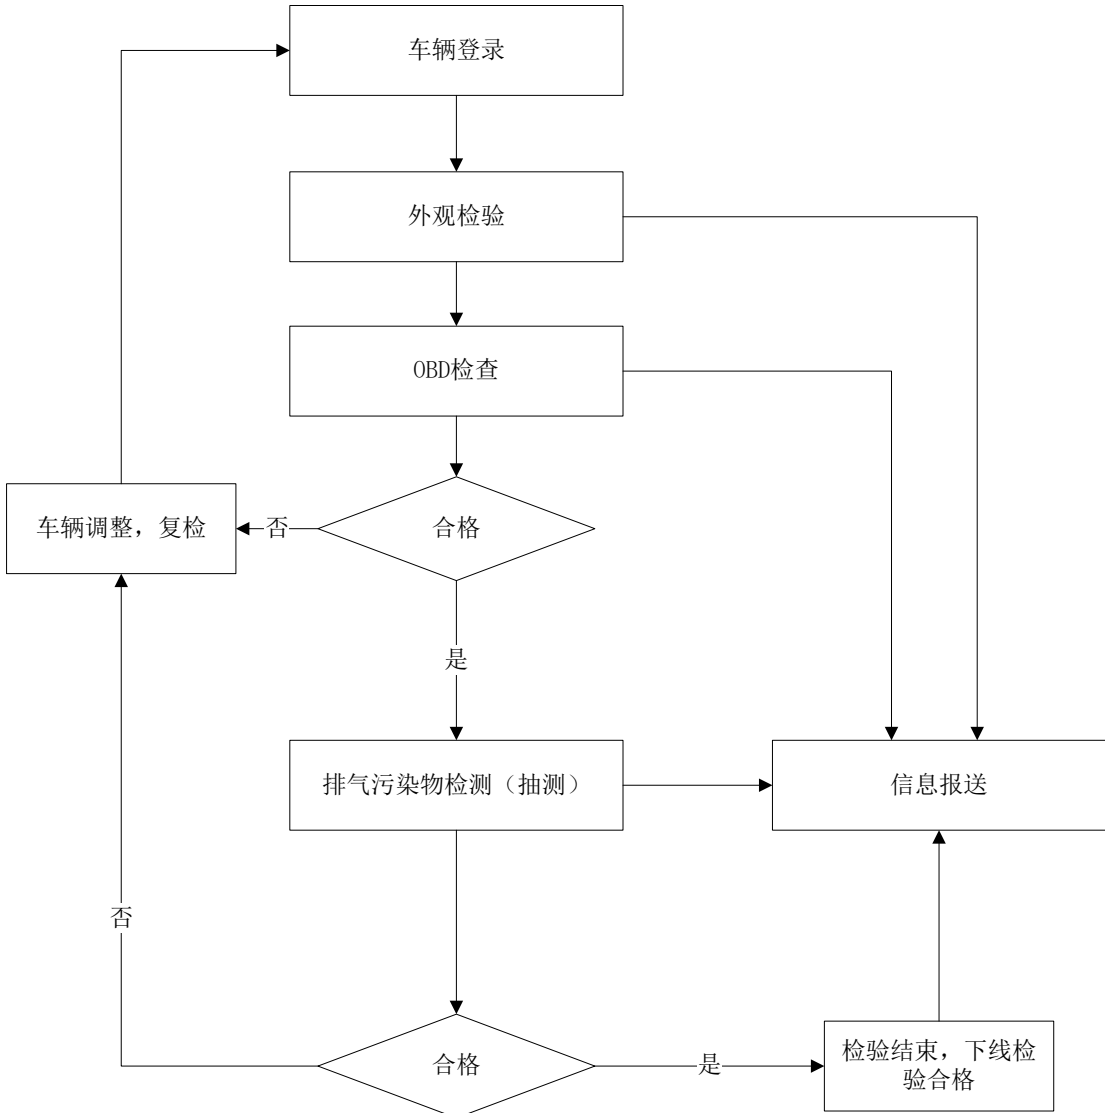 车辆登录
外观检验
OBD检查
车辆调整，复检
否
合格
是
排气污染物检测（抽测）
信息报送
否
合格
是
检验结束，下线检
验合格